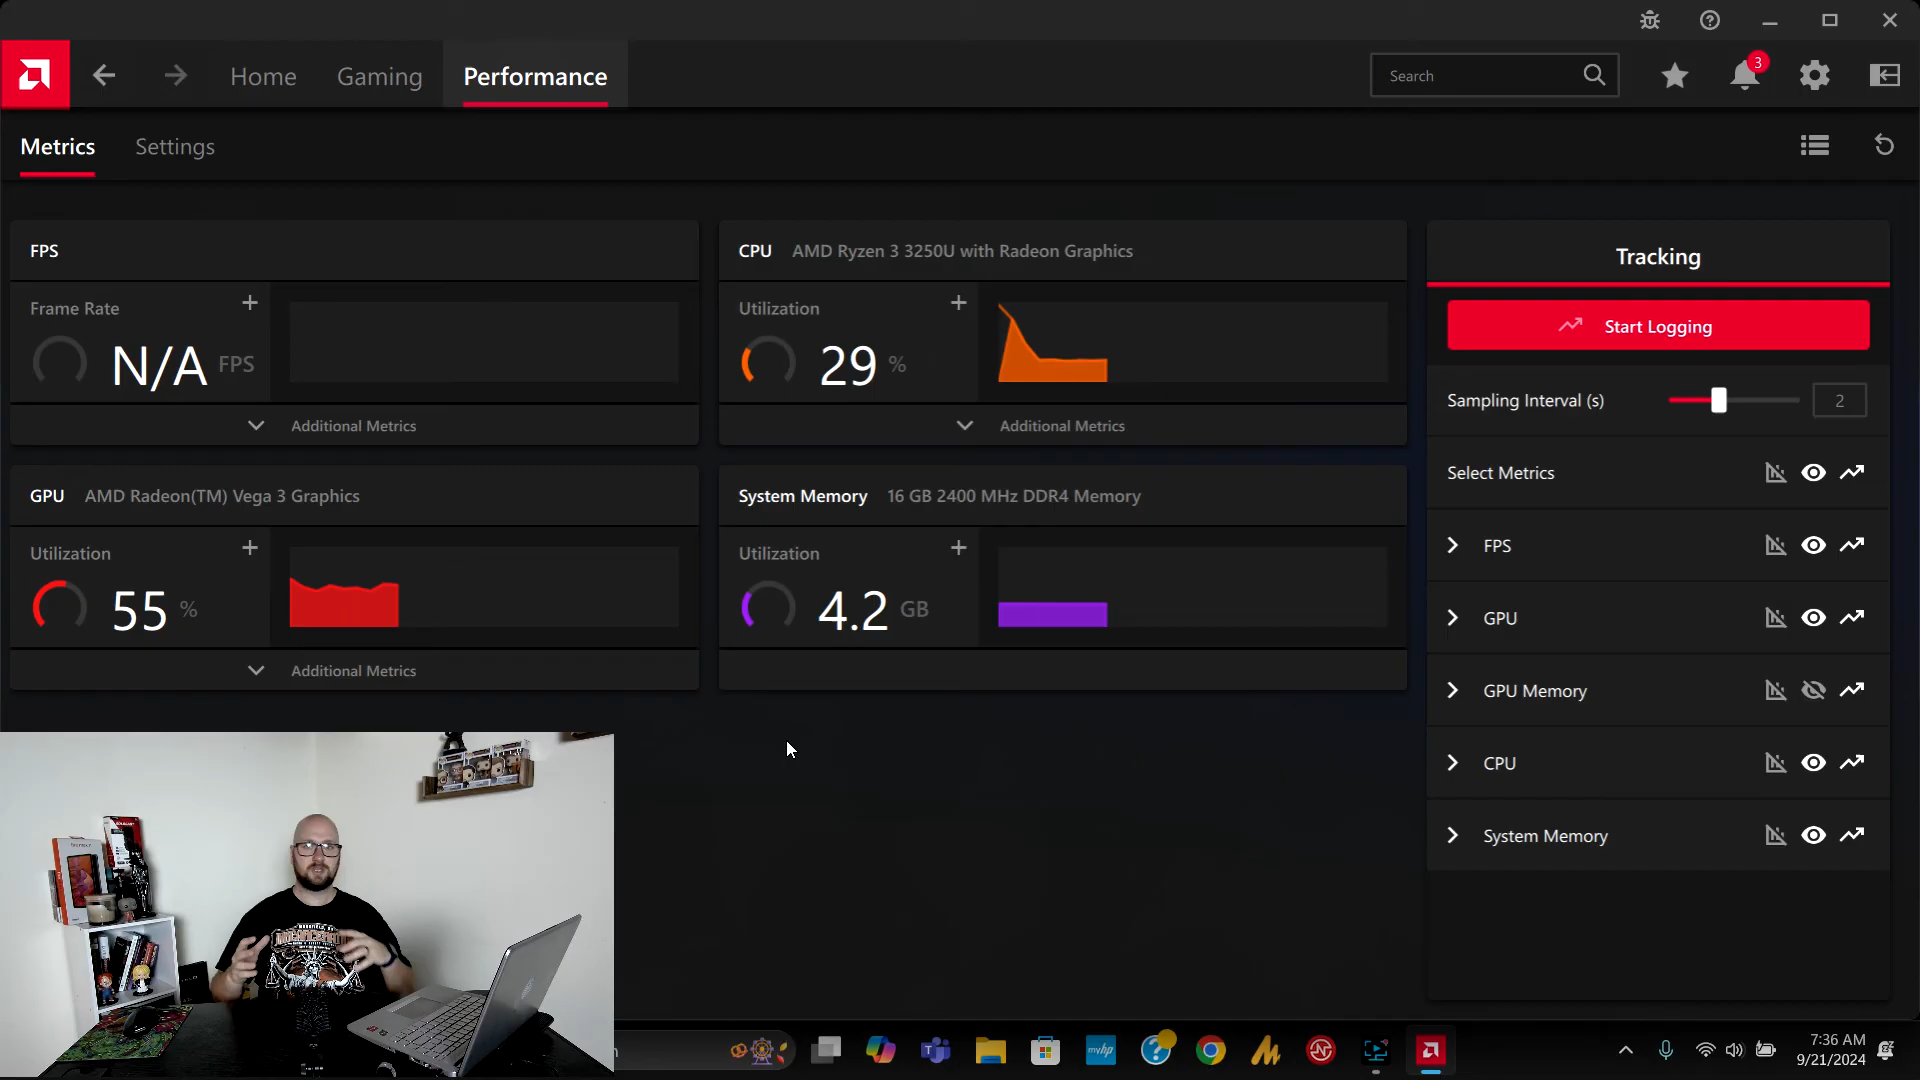 Home
Gaming
Performance
Search
3
Metrics
Settings
FPS
Frame Rate
N/A FPS
Additional Metrics
CPU AMD Ryzen 3 3250U with Radeon Graphics
Utilization
29 %
Additional Metrics
GPU AMD Radeon(TM) Vega 3 Graphics
Utilization
55 %
Additional Metrics
System Memory 16 GB 2400 MHz DDR4 Memory
Utilization
4.2 GB
Tracking
Start Logging
Sampling Interval (s)
2
Select Metrics
FPS
GPU
GPU Memory
CPU
System Memory
myhp
7:36 AM
9/21/2024